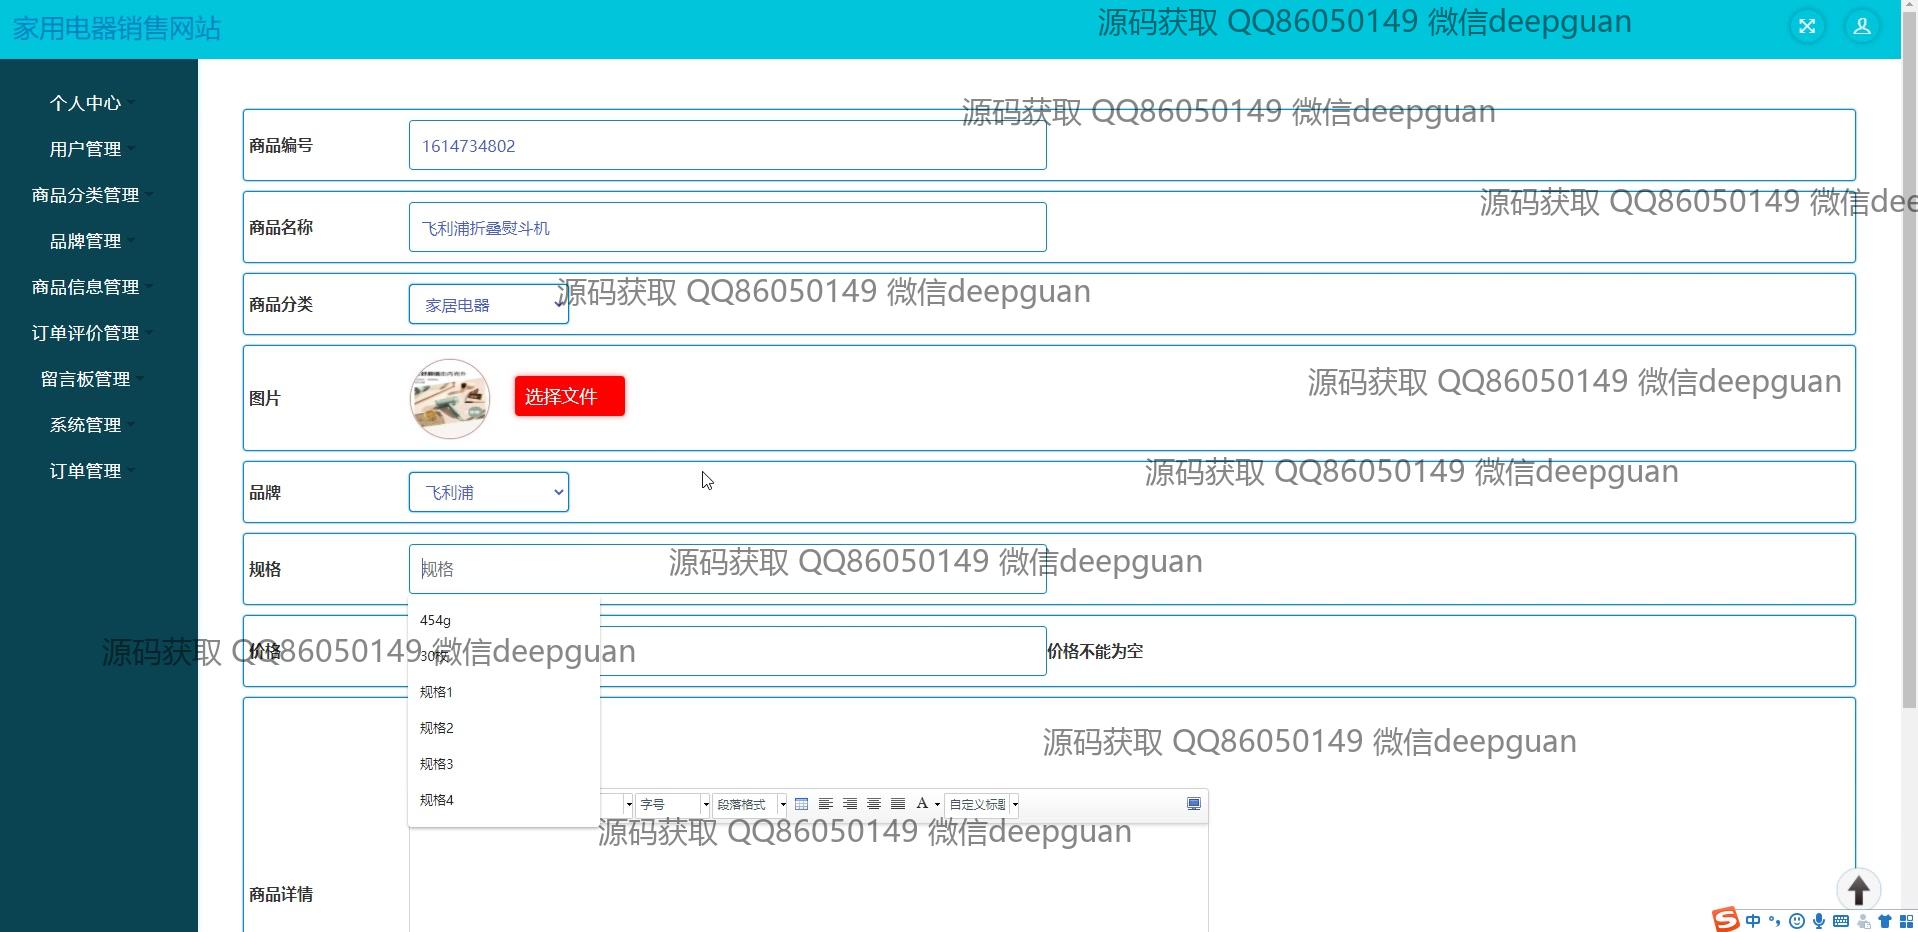 家用电器销售网站
源码获取 QQ86050149 微信deepguan
个人中心
用户管理
商品分类管理
品牌管理
商品信息管理
订单评价管理
留言板管理
系统管理
订单管理
源码获取 QQ86050149 微信deepguan
商品编号
1614734802
源码获取 QQ86050149 微信dee
商品名称
飞利浦折叠熨斗机
源码获取 QQ86050149 微信deepguan
商品分类
家居电器
源码获取 QQ86050149 微信deepguan
图片
选择文件
源码获取 QQ86050149 微信deepguan
品牌
飞利浦
源码获取 QQ86050149 微信deepguan
规格
规格
454g
源码获取 QQ86050149 微信deepguan
价格
价格不能为空
规格1
规格2
规格3
规格4
源码获取 QQ86050149 微信deepguan
字号
段落格式
A
自定义标题
源码获取 QQ86050149 微信deepguan
商品详情
S 中